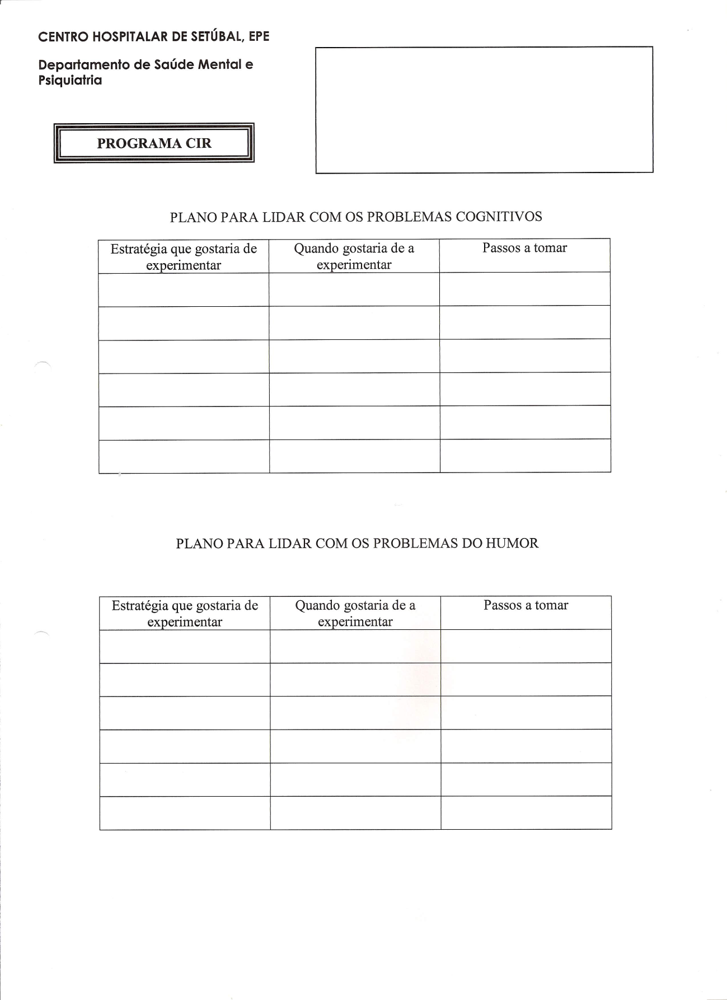 CENTRO HOSPITALAR DE SETÚBAL, EPE
Departamento de Saúde Mental e
Psiquiatria
PROGRAMA CIR
PLANO PARA LIDAR COM OS PROBLEMAS COGNITIVOS
Estratégia que gostaria de experimentar
Quando gostaria de a experimentar
Passos a tomar
PLANO PARA LIDAR COM OS PROBLEMAS DO HUMOR
Estratégia que gostaria de experimentar
Quando gostaria de a experimentar
Passos a tomar